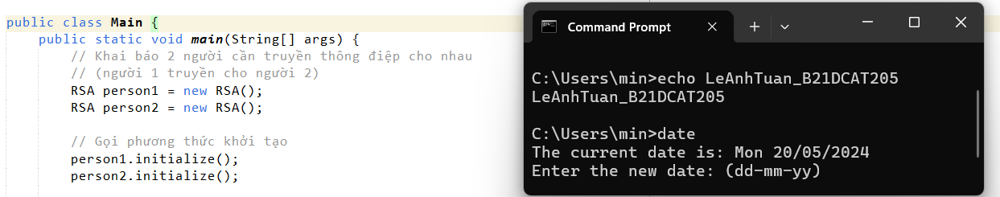 public class Main {
public static void main(String[] args) {
// Khai báo 2 người cần truyền thông điệp cho nhau
// (người 1 truyền cho người 2)
RSA person1 = new RSA();
RSA person2 = new RSA();
// Gọi phương thức khởi tạo
person1.initialize();
person2.initialize();
Command Prompt
C:\Users\min>echo LeAnhTuan_B21DCAT205
LeAnhTuan_B21DCAT205
C:\Users\min>date
The current date is: Mon 20/05/2024
Enter the new date: (dd-mm-yy)